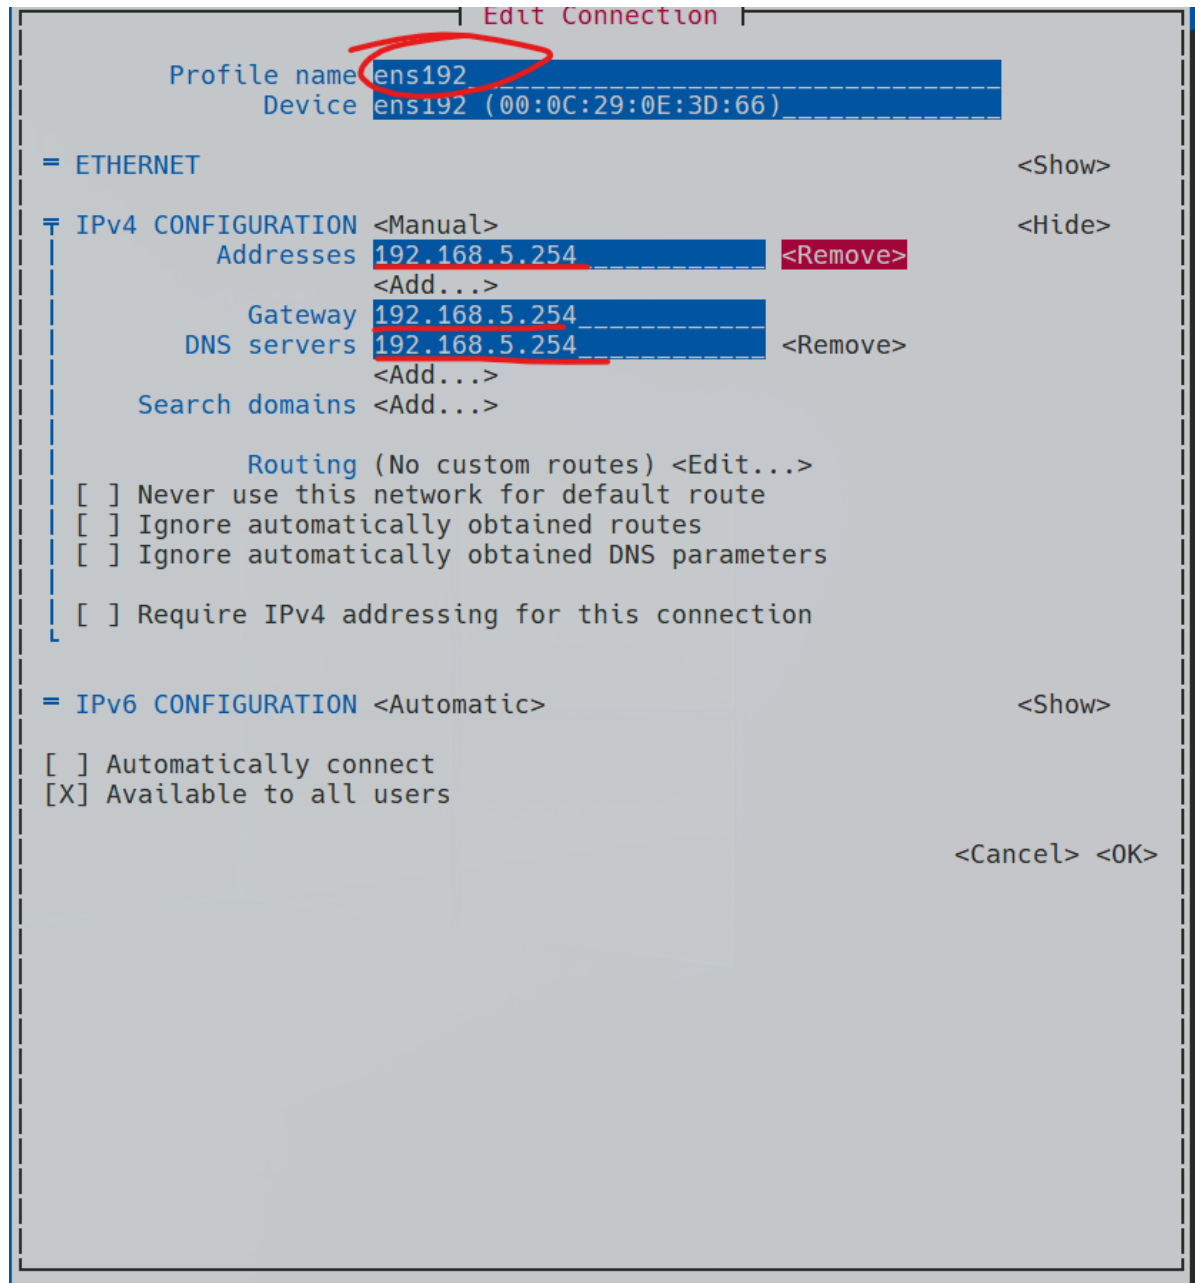 Edit Connection
Profile name ens192
Device ens192 (00:0C:29:0E:3D:66)
= ETHERNET <Show>
IPv4 CONFIGURATION <Manual> <Hide>
Addresses 192.168.5.254 <Remove>
<Add...>
Gateway 192.168.5.254
DNS servers 192.168.5.254 <Remove>
<Add...>
Search domains <Add...>
Routing (No custom routes) <Edit...>
[ ] Never use this network for default route
[ ] Ignore automatically obtained routes
[ ] Ignore automatically obtained DNS parameters
[ ] Require IPv4 addressing for this connection
= IPv6 CONFIGURATION <Automatic> <Show>
[ ] Automatically connect
[X] Available to all users
<Cancel> <OK>